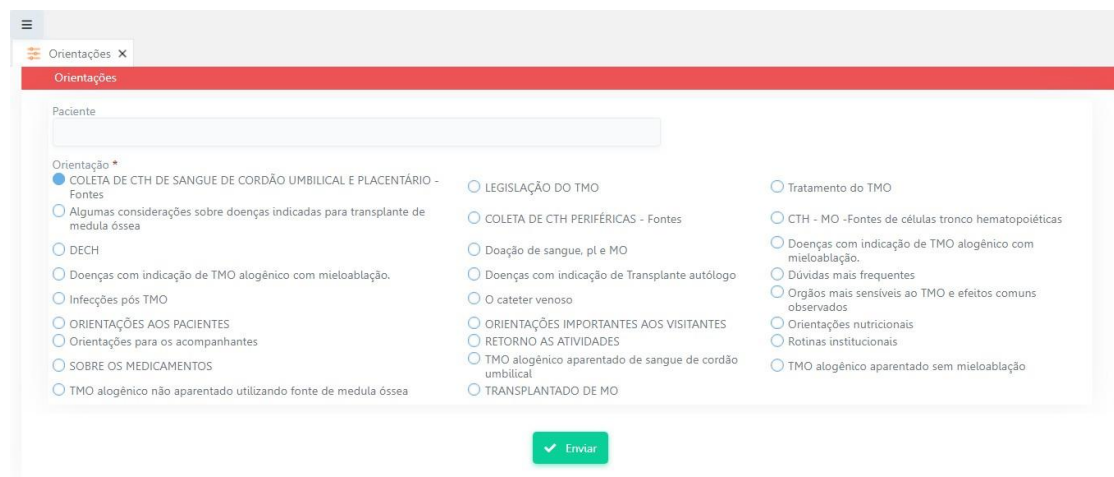 Orientações
Orientações
Paciente
Orientação *
COLETA DE CTH DE SANGUE DE CORDÃO UMBILICAL E PLACENTÁRIO -
Fontes
LEGISLAÇÃO DO TMO
Tratamento do TMO
Algumas considerações sobre doenças indicadas para transplante de
medula óssea
COLETA DE CTH PERIFÉRICAS - Fontes
CTH - MO -Fontes de células tronco hematopoiéticas
DECH
Doação de sangue, pl e MO
Doenças com indicação de TMO alogênico com
mieloablação.
Doenças com indicação de TMO alogênico com mieloablação.
Doenças com indicação de Transplante autólogo
Dúvidas mais frequentes
Infecções pós TMO
O cateter venoso
Orgãos mais sensíveis ao TMO e efeitos comuns
observados
ORIENTAÇÕES AOS PACIENTES
ORIENTAÇÕES IMPORTANTES AOS VISITANTES
Orientações nutricionais
Orientações para os acompanhantes
RETORNO AS ATIVIDADES
Rotinas institucionais
SOBRE OS MEDICAMENTOS
TMO alogênico aparentado de sangue de cordão
umbilical
TMO alogênico aparentado sem mieloablação
TMO alogênico não aparentado utilizando fonte de medula óssea
TRANSPLANTADO DE MO
Enviar